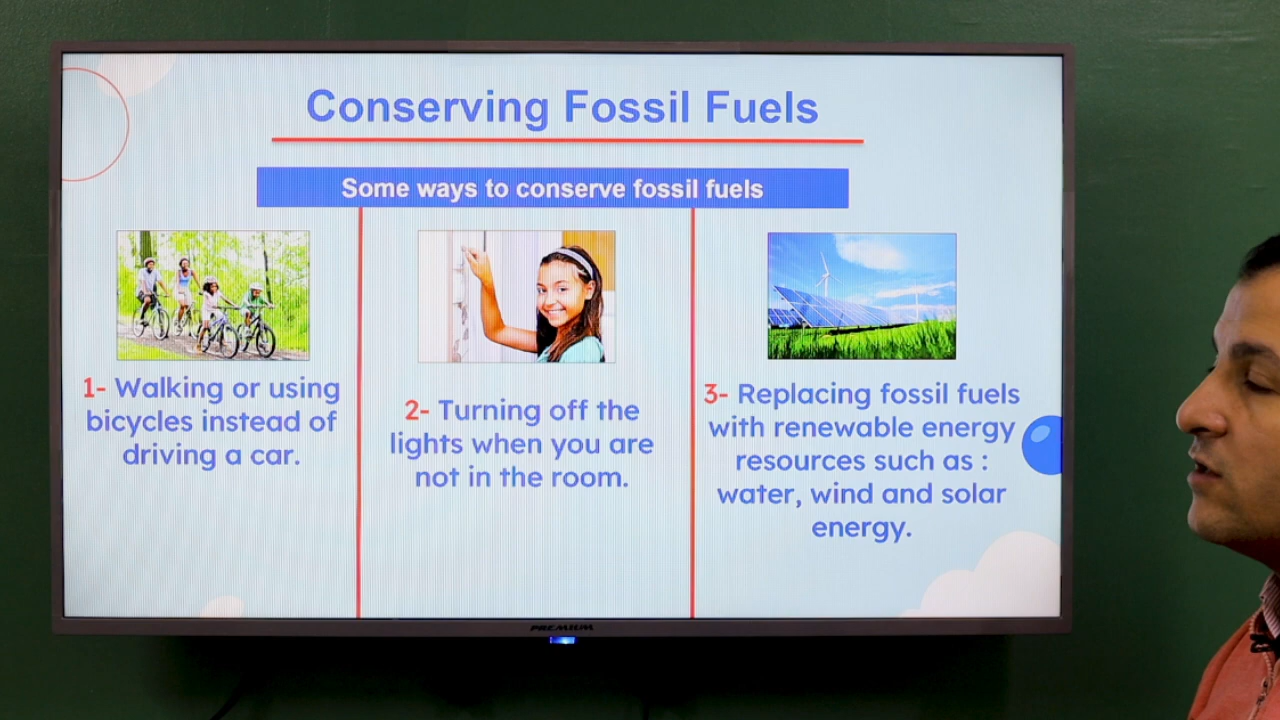 Conserving Fossil Fuels
Some ways to conserve fossil fuels
1- Walking or using
bicycles instead of
driving a car.
2- Turning off the
lights when you are
not in the room.
3- Replacing fossil fuels
with renewable energy
resources such as :
water, wind and solar
energy.
PREMIUM